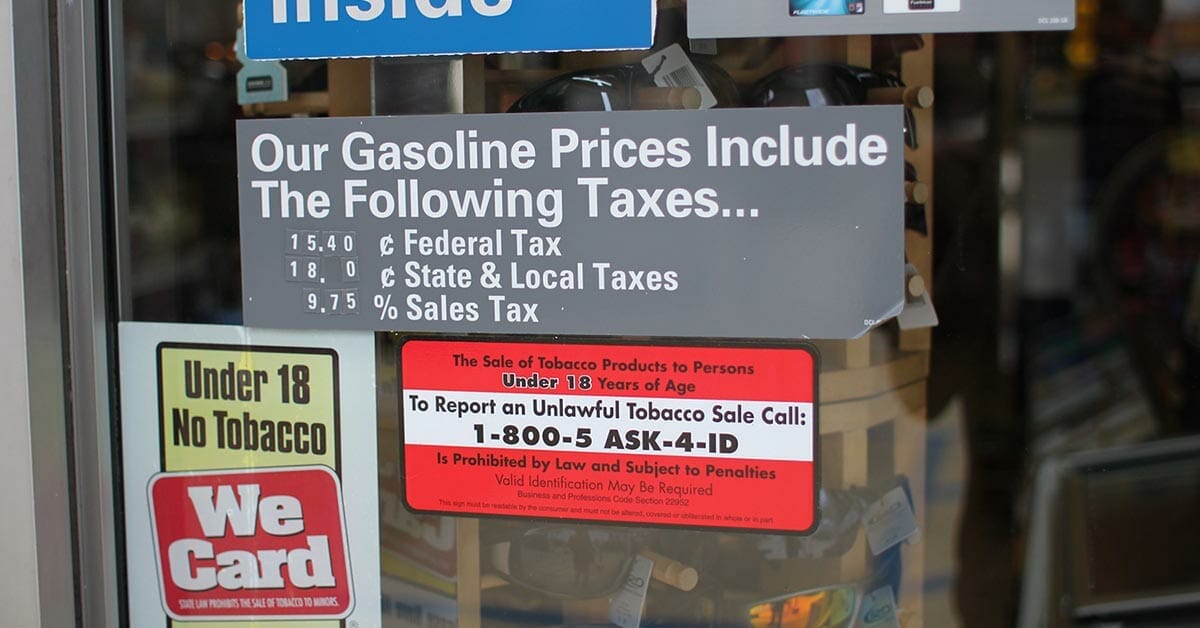 Inside
Our Gasoline Prices Include
The Following Taxes...
15.40 ¢ Federal Tax
18. 0 ¢ State & Local Taxes
9.75 % Sales Tax
Under 18
No Tobacco
We
Card
STATE LAW PROHIBITS THE SALE OF TOBACCO TO MINORS.
The Sale of Tobacco Products to Persons
Under 18 Years of Age
To Report an Unlawful Tobacco Sale Call:
1-800-5 ASK-4-ID
Is Prohibited by Law and Subject to Penalties
Valid Identification May Be Required
Business and Professions Code Section 22952
This sign must be readable by the consumer and must not be altered, covered or obliterated in whole or in part